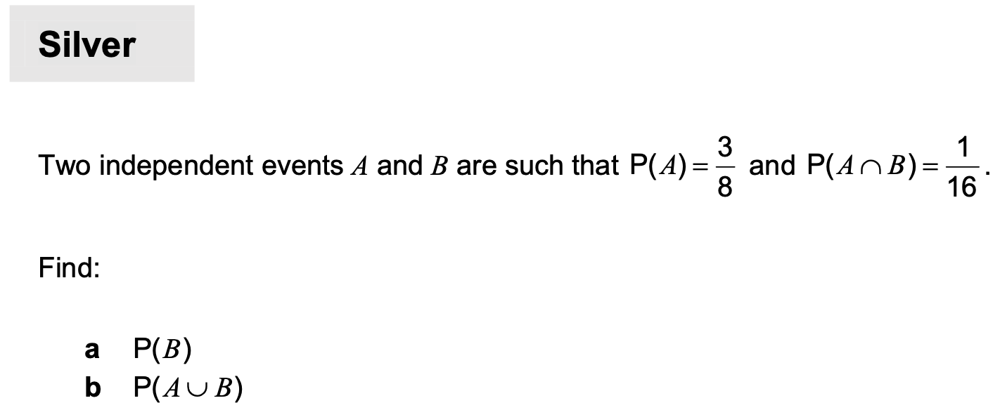 Silver
Two independent events A and B are such that P(A) = 3/8 and P(A ∩ B) = 1/16.
Find:
a P(B)
b P(A ∪ B)